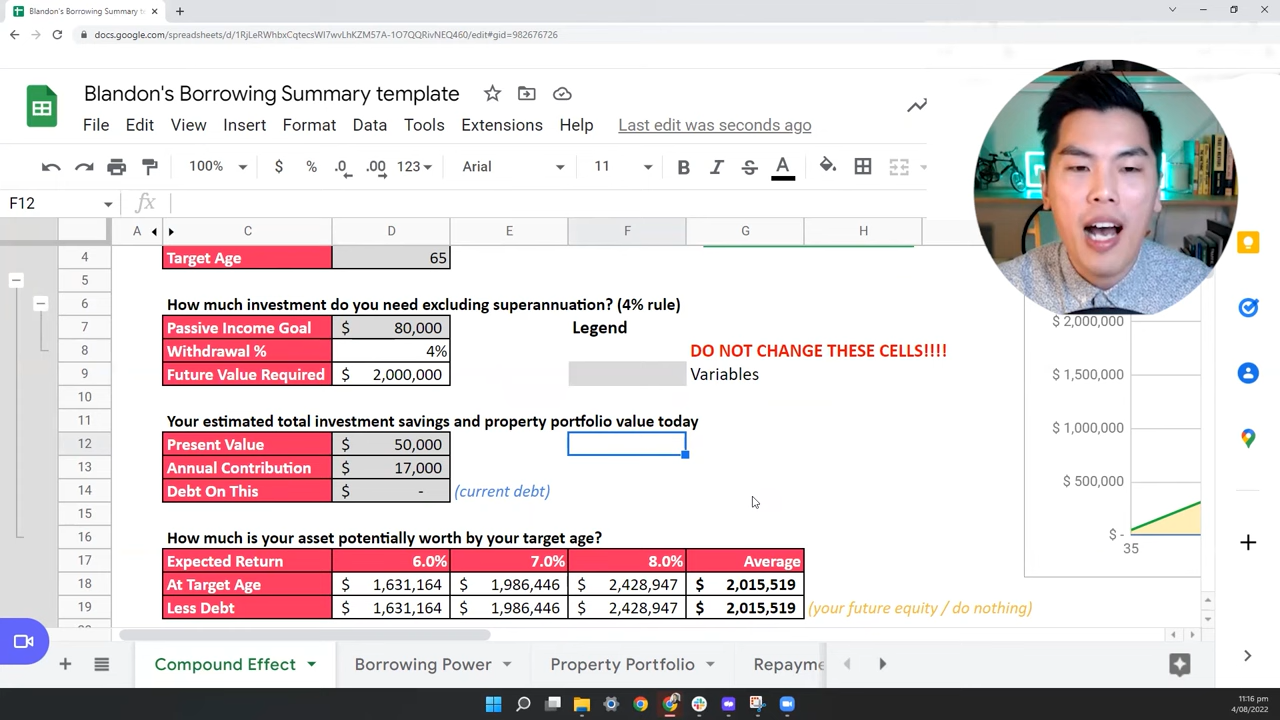 Blandon's Borrowing Summary t
docs.google.com/spreadsheets/d/1RjLeRWhbxCqtecsWI7wvLhKZM57A-1O7QQRivNEQ460/edit#gid=982676726
Blandon's Borrowing Summary template
File Edit View Insert Format Data Tools Extensions Help Last edit was seconds ago
100% $ % .0 .00 123 Arial 11 B I S A
F12 fx
A C D E F G H
4 Target Age 65
5
6 How much investment do you need excluding superannuation? (4% rule)
7 Passive Income Goal $ 80,000 Legend
8 Withdrawal % 4% DO NOT CHANGE THESE CELLS!!!!
9 Future Value Required $ 2,000,000 Variables
10
11 Your estimated total investment savings and property portfolio value today
12 Present Value $ 50,000
13 Annual Contribution $ 17,000
14 Debt On This $ - (current debt)
15
16 How much is your asset potentially worth by your target age?
17 Expected Return 6.0% 7.0% 8.0% Average
18 At Target Age $ 1,631,164 $ 1,986,446 $ 2,428,947 $ 2,015,519
19 Less Debt $ 1,631,164 $ 1,986,446 $ 2,428,947 $ 2,015,519 (your future equity / do nothing)
$ 2,000,000
$ 1,500,000
$ 1,000,000
$ 500,000
$ -
35
Compound Effect Borrowing Power Property Portfolio Repayme
11:16 pm
4/08/2022